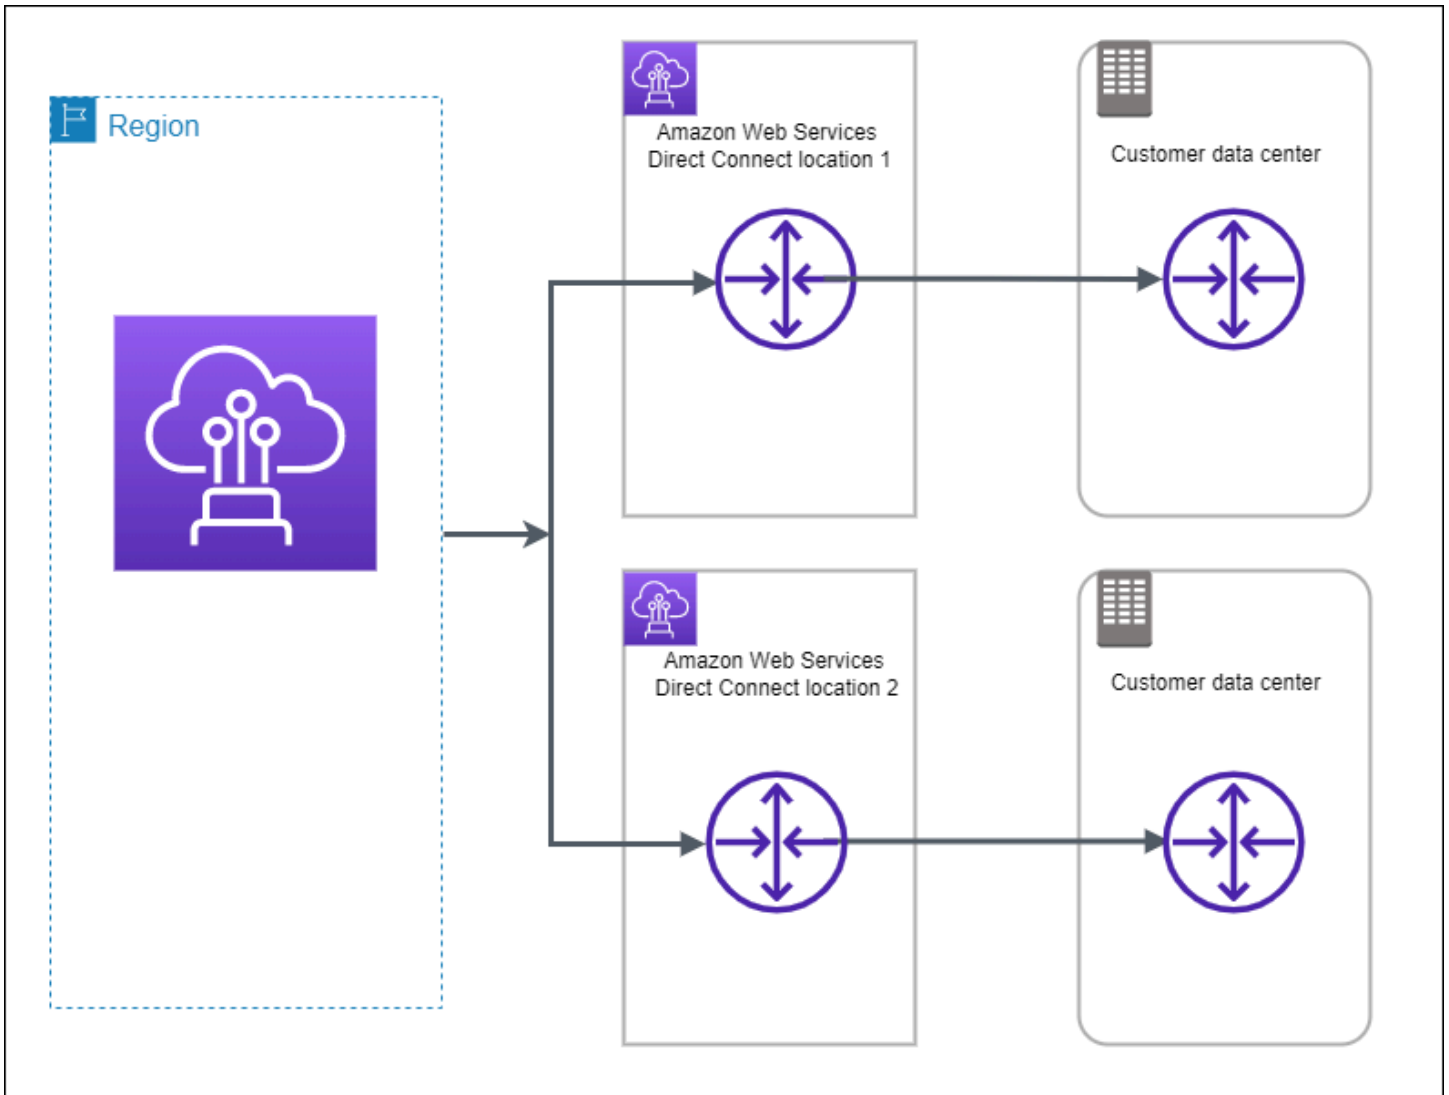 Region
Amazon Web Services
Direct Connect location 1
Customer data center
Amazon Web Services
Direct Connect location 2
Customer data center